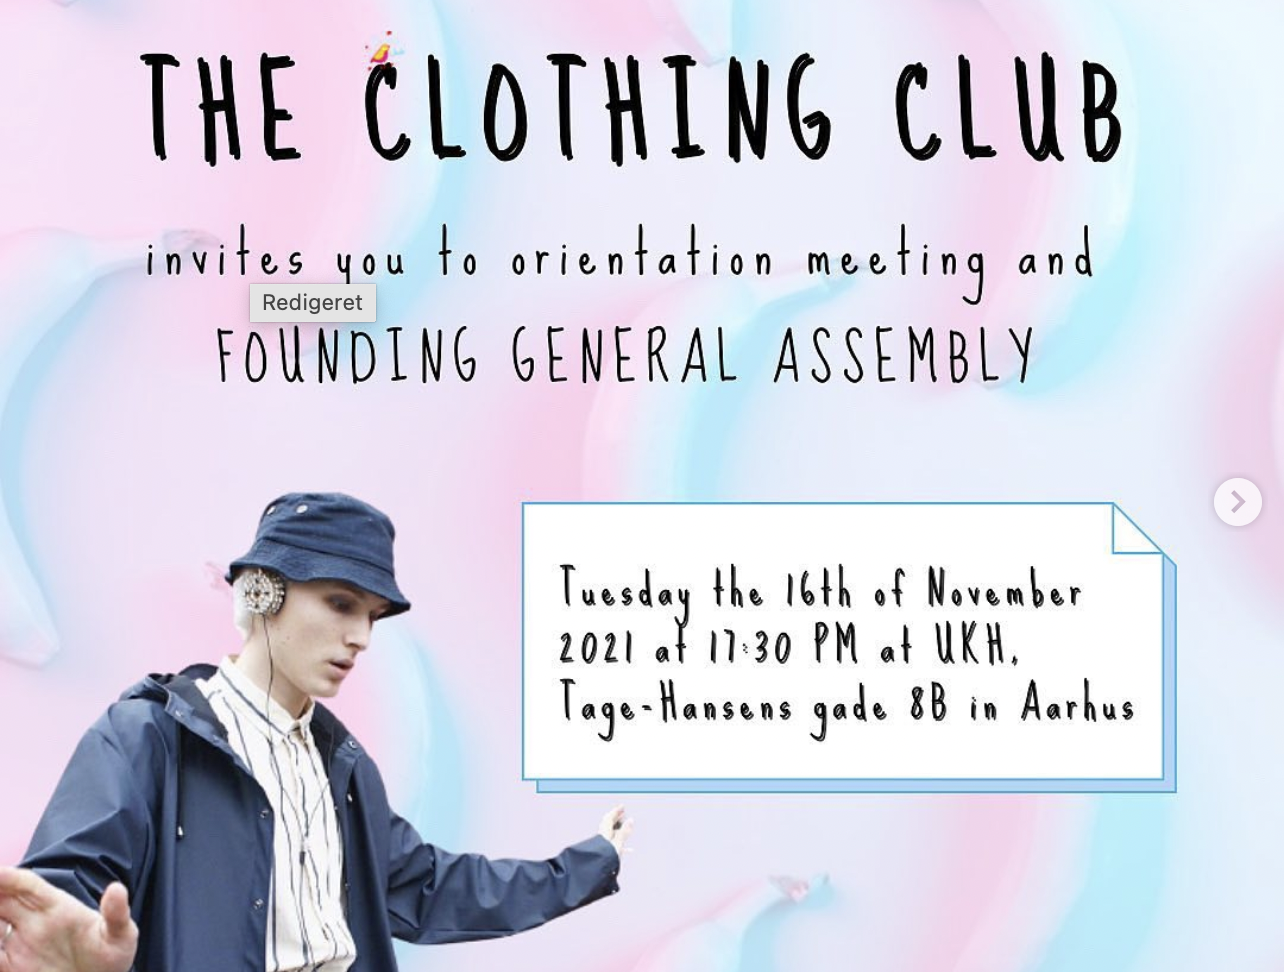 THE CLOTHING CLUB
invites you to orientation meeting and
Redigeret
FOUNDING GENERAL ASSEMBLY
Tuesday the 16th of November
2021 at 17:30 PM at UKH,
Tage-Hansens gade 8B in Aarhus